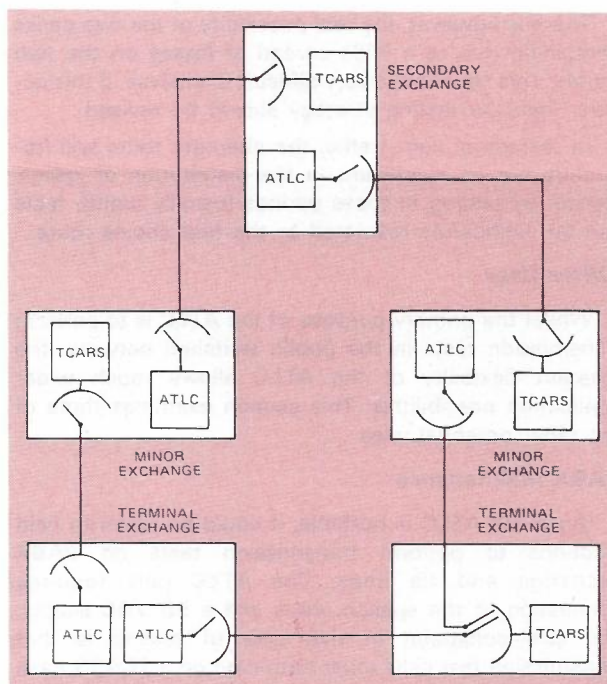 TCARS
SECONDARY
EXCHANGE
ATLC
TCARS
ATLC
MINOR
EXCHANGE
ATLC
TCARS
MINOR
EXCHANGE
TERMINAL
EXCHANGE
ATLC
ATLC
TERMINAL
EXCHANGE
TCARS